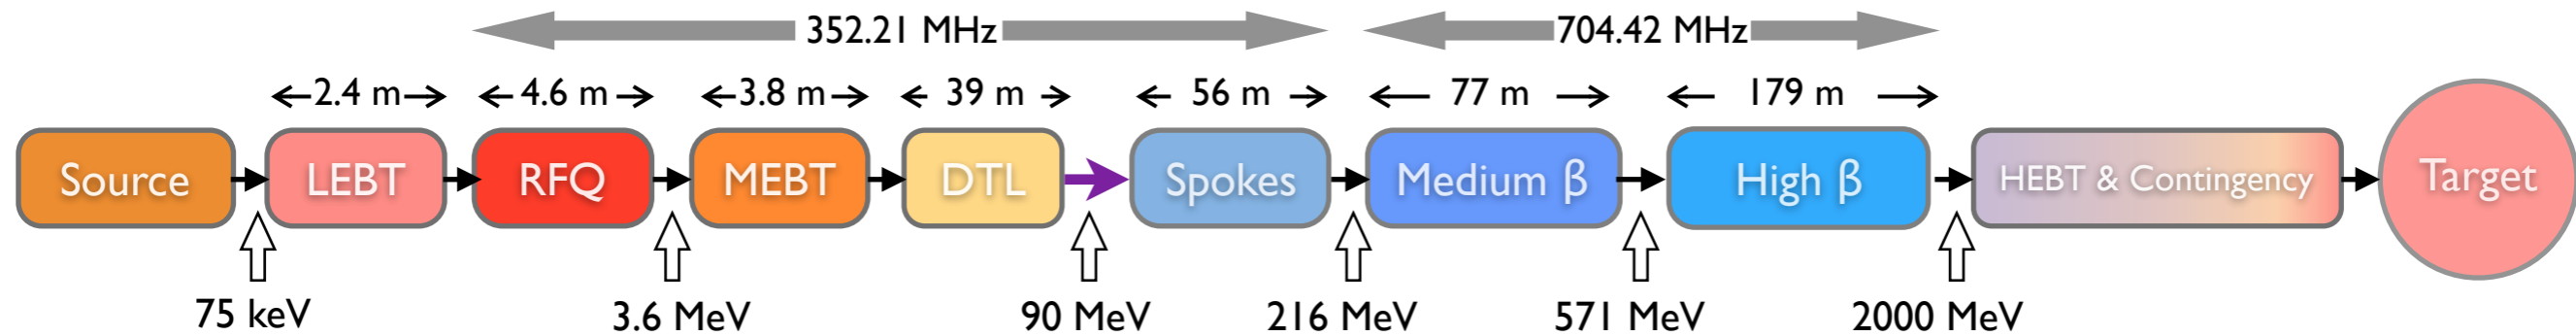 352.21 MHz 704.42 MHz
2.4 m 4.6 m 3.8 m 39 m 56 m 77 m 179 m
Source LEBT RFQ MEBT DTL Spokes Medium β High β HEBT & Contingency Target
75 keV 3.6 MeV 90 MeV 216 MeV 571 MeV 2000 MeV